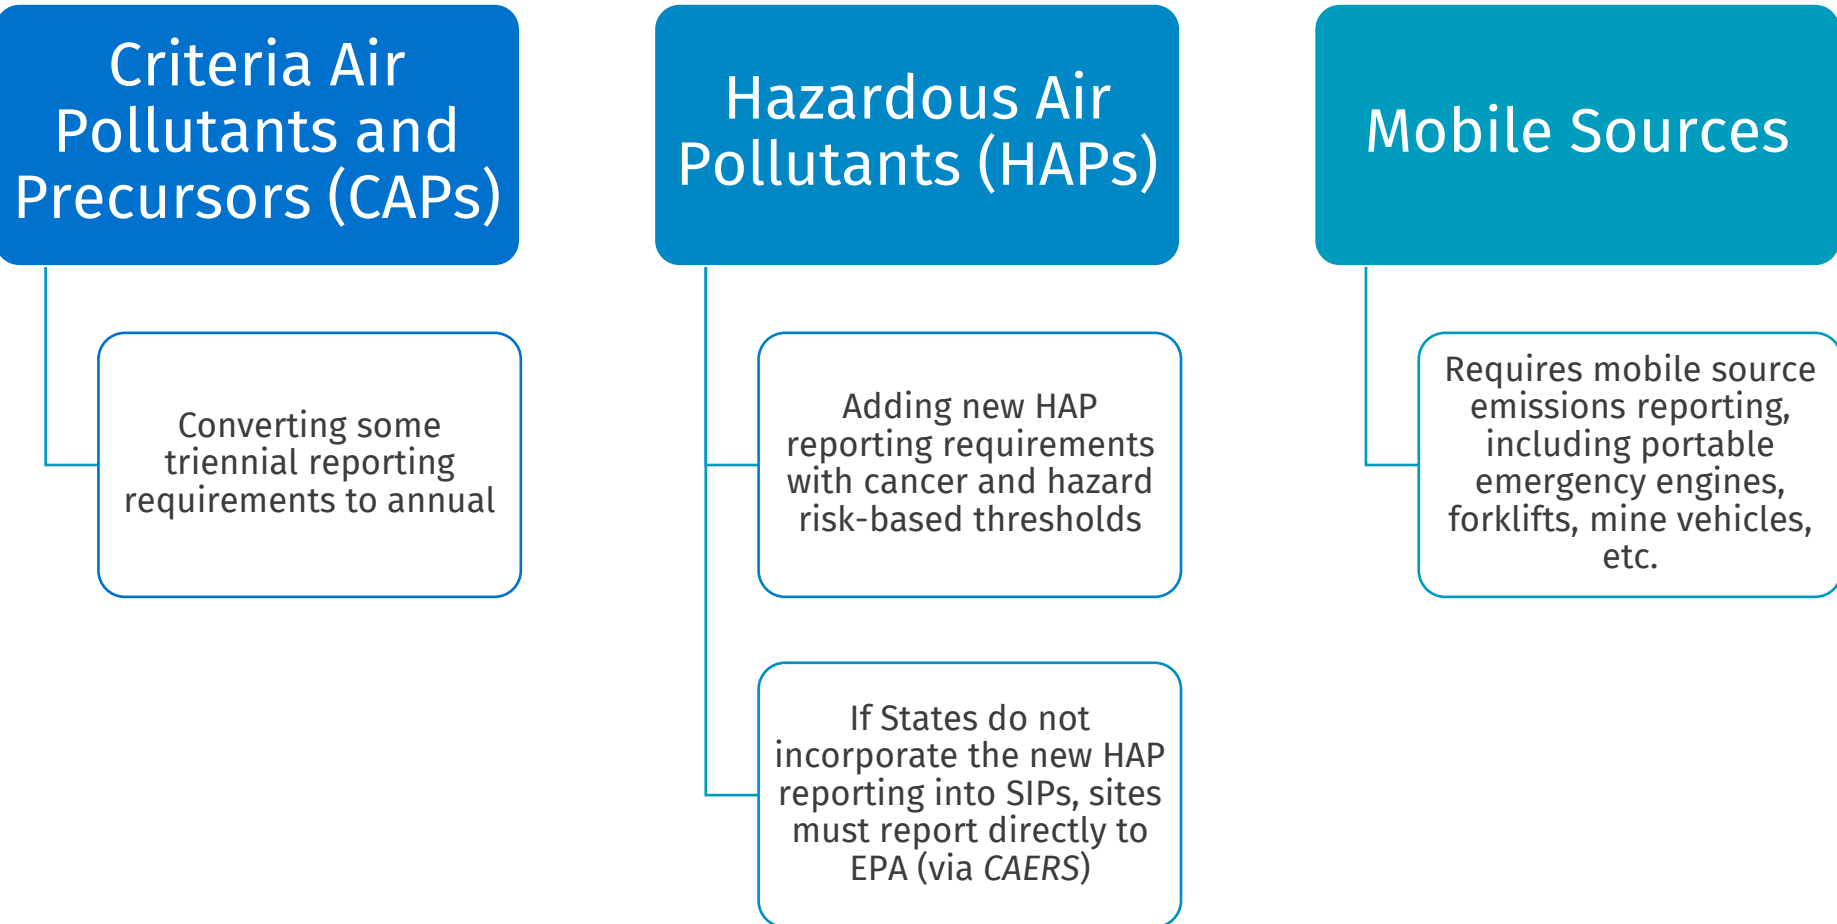 Criteria Air
Pollutants and
Precursors (CAPs)
Converting some
triennial reporting
requirements to annual
Hazardous Air
Pollutants (HAPs)
Adding new HAP
reporting requirements
with cancer and hazard
risk-based thresholds
If States do not
incorporate the new HAP
reporting into SIPs, sites
must report directly to
EPA (via CAERS)
Mobile Sources
Requires mobile source
emissions reporting,
including portable
emergency engines,
forklifts, mine vehicles,
etc.